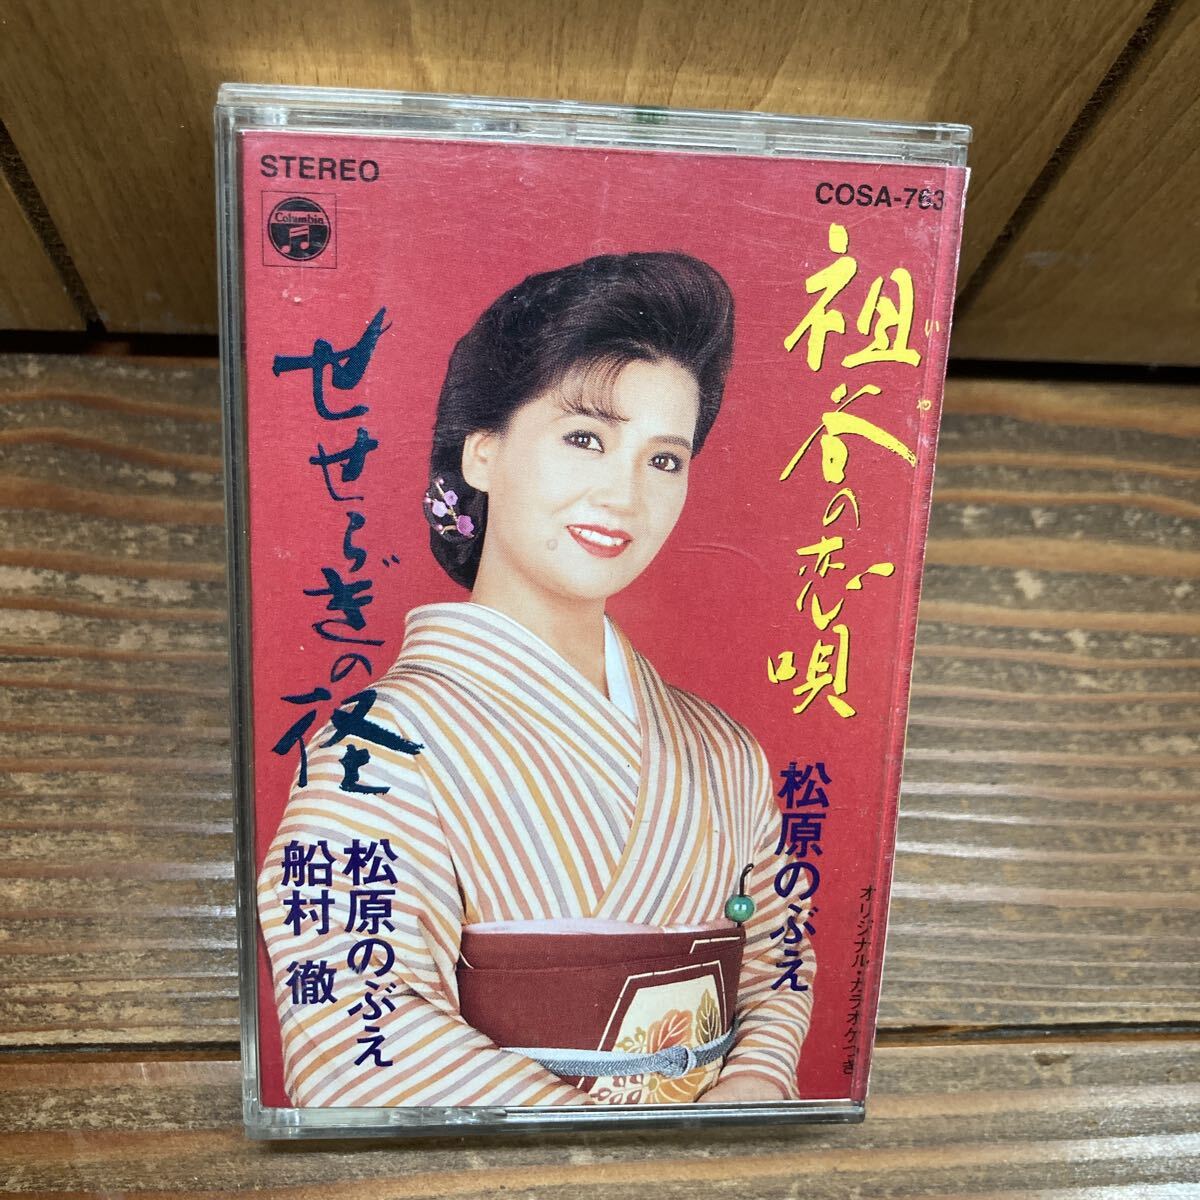 STEREO
COSA-763
Columbia
祖谷の恋唄
いや
松原のぶえ
オリジナル・カラオケつき
せせらぎの径
松原のぶえ
船村 徹